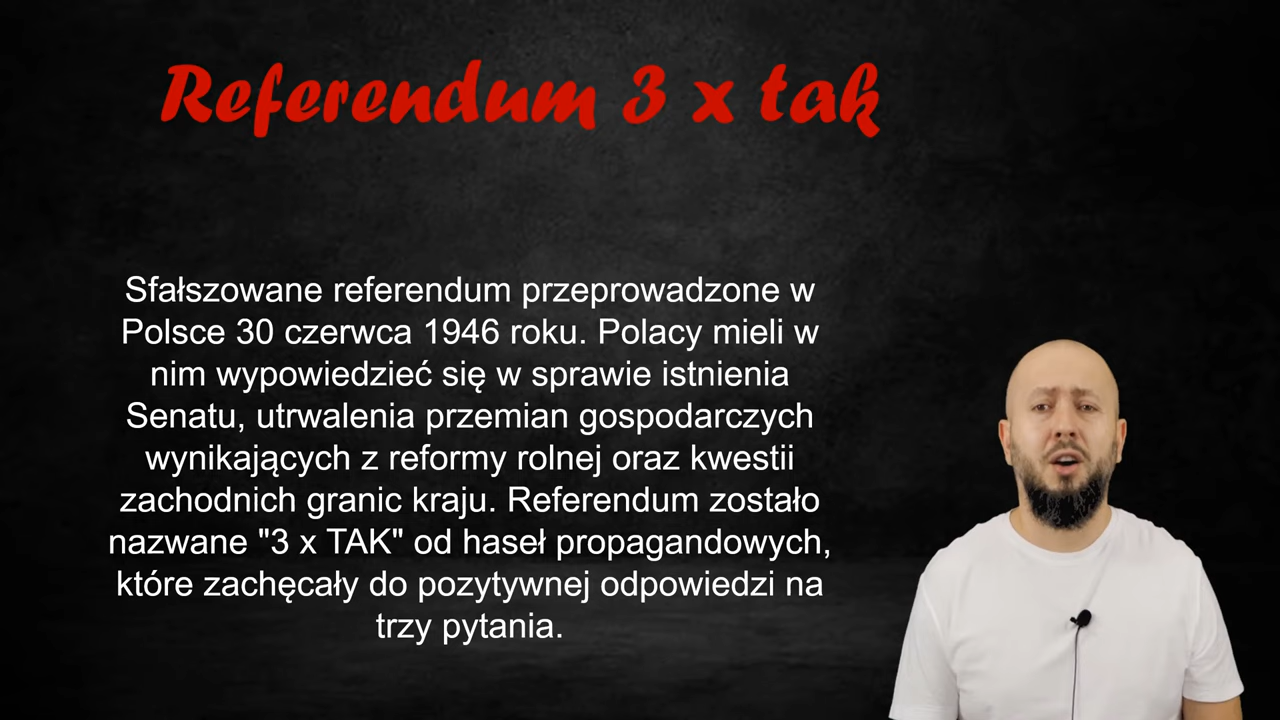 Referendum 3 x tak
Sfałszowane referendum przeprowadzone w
Polsce 30 czerwca 1946 roku. Polacy mieli w
nim wypowiedzieć się w sprawie istnienia
Senatu, utrwalenia przemian gospodarczych
wynikających z reformy rolnej oraz kwestii
zachodnich granic kraju. Referendum zostało
nazwane "3 x TAK" od haseł propagandowych,
które zachęcały do pozytywnej odpowiedzi na
trzy pytania.